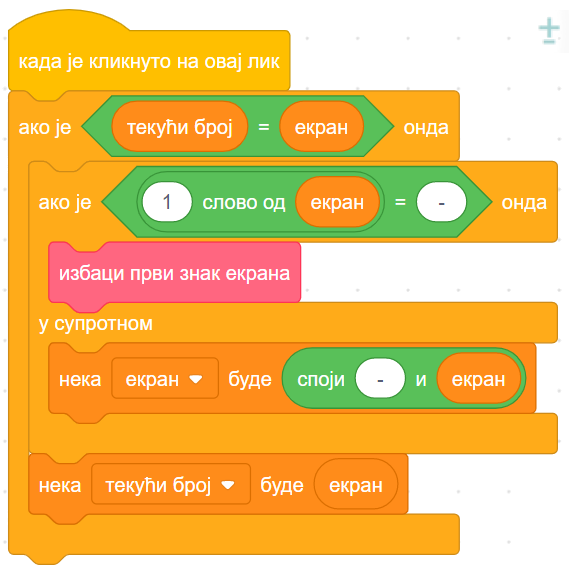 ±
када је кликнуто на овај лик
ако је текући број = екран онда
ако је 1 слово од екран = - онда
избаци први знак екрана
у супротном
нека екран буде споји - и екран
нека текући број буде екран